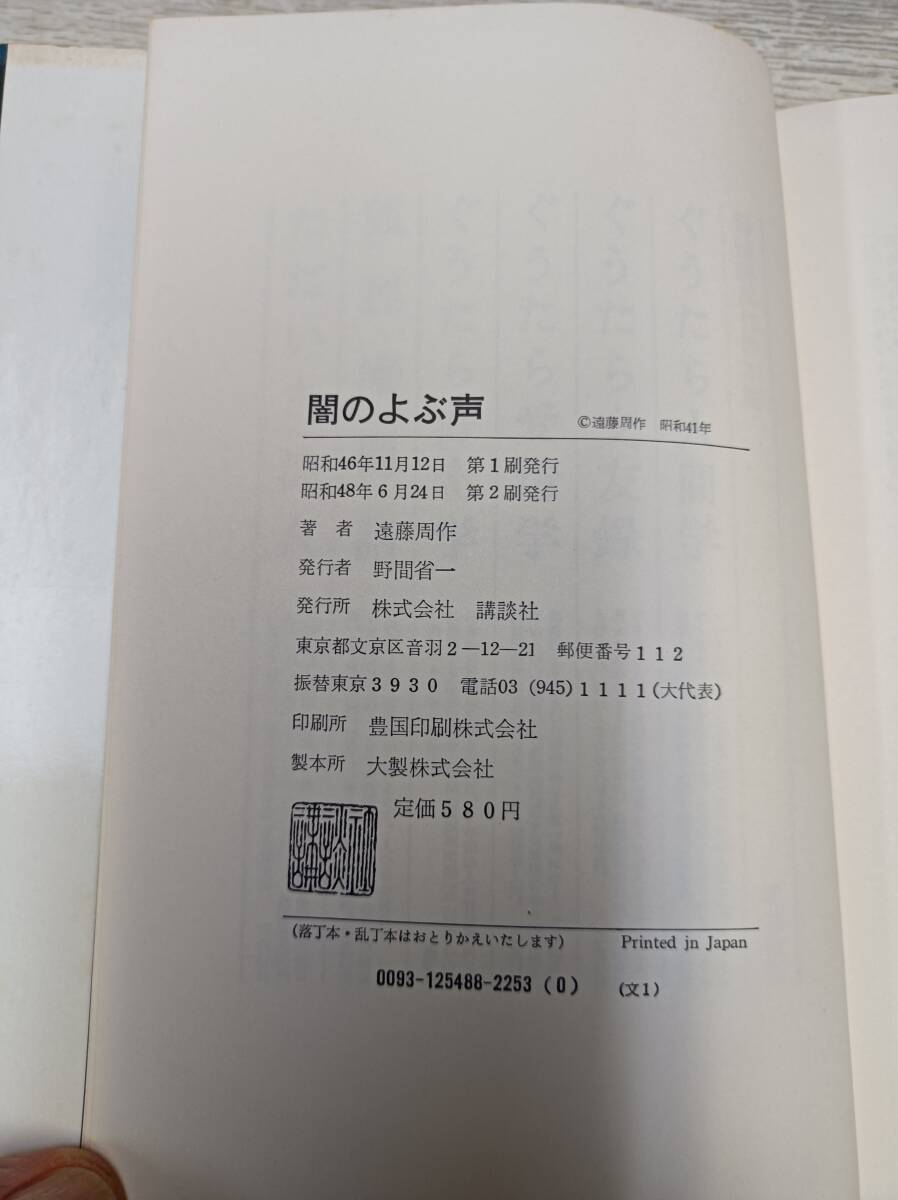 闇のよぶ声 ©遠藤周作 昭和41年
昭和46年11月12日 第1刷発行
昭和48年6月24日 第2刷発行
著者 遠藤周作
発行者 野間省一
発行所 株式会社 講談社
東京都文京区音羽2―12―21 郵便番号112
振替東京3930 電話03 (945) 1111 (大代表)
印刷所 豊国印刷株式会社
製本所 大製株式会社
定価580円
(落丁本・乱丁本はおとりかえいたします) Printed in Japan
0093-125488-2253 (0) (文1)